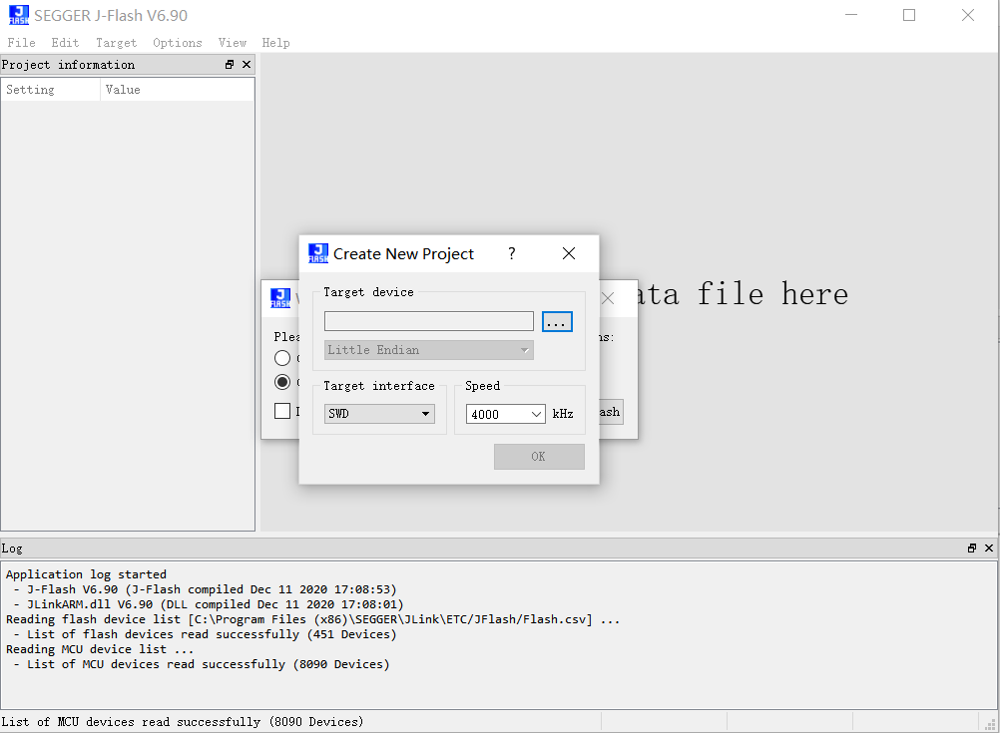 SEGGER J-Flash V6.90
File Edit Target Options View Help
Project information
Setting Value
ata file here
Create New Project ?
Target device
...
Little Endian
Target interface
SWD
Speed
4000 kHz
OK
Plea
ns:
ash
Log
Application log started
- J-Flash V6.90 (J-Flash compiled Dec 11 2020 17:08:53)
- JLinkARM.dll V6.90 (DLL compiled Dec 11 2020 17:08:01)
Reading flash device list [C:\Program Files (x86)\SEGGER\JLink\ETC/JFlash/Flash.csv] ...
- List of flash devices read successfully (451 Devices)
Reading MCU device list ...
- List of MCU devices read successfully (8090 Devices)
List of MCU devices read successfully (8090 Devices)